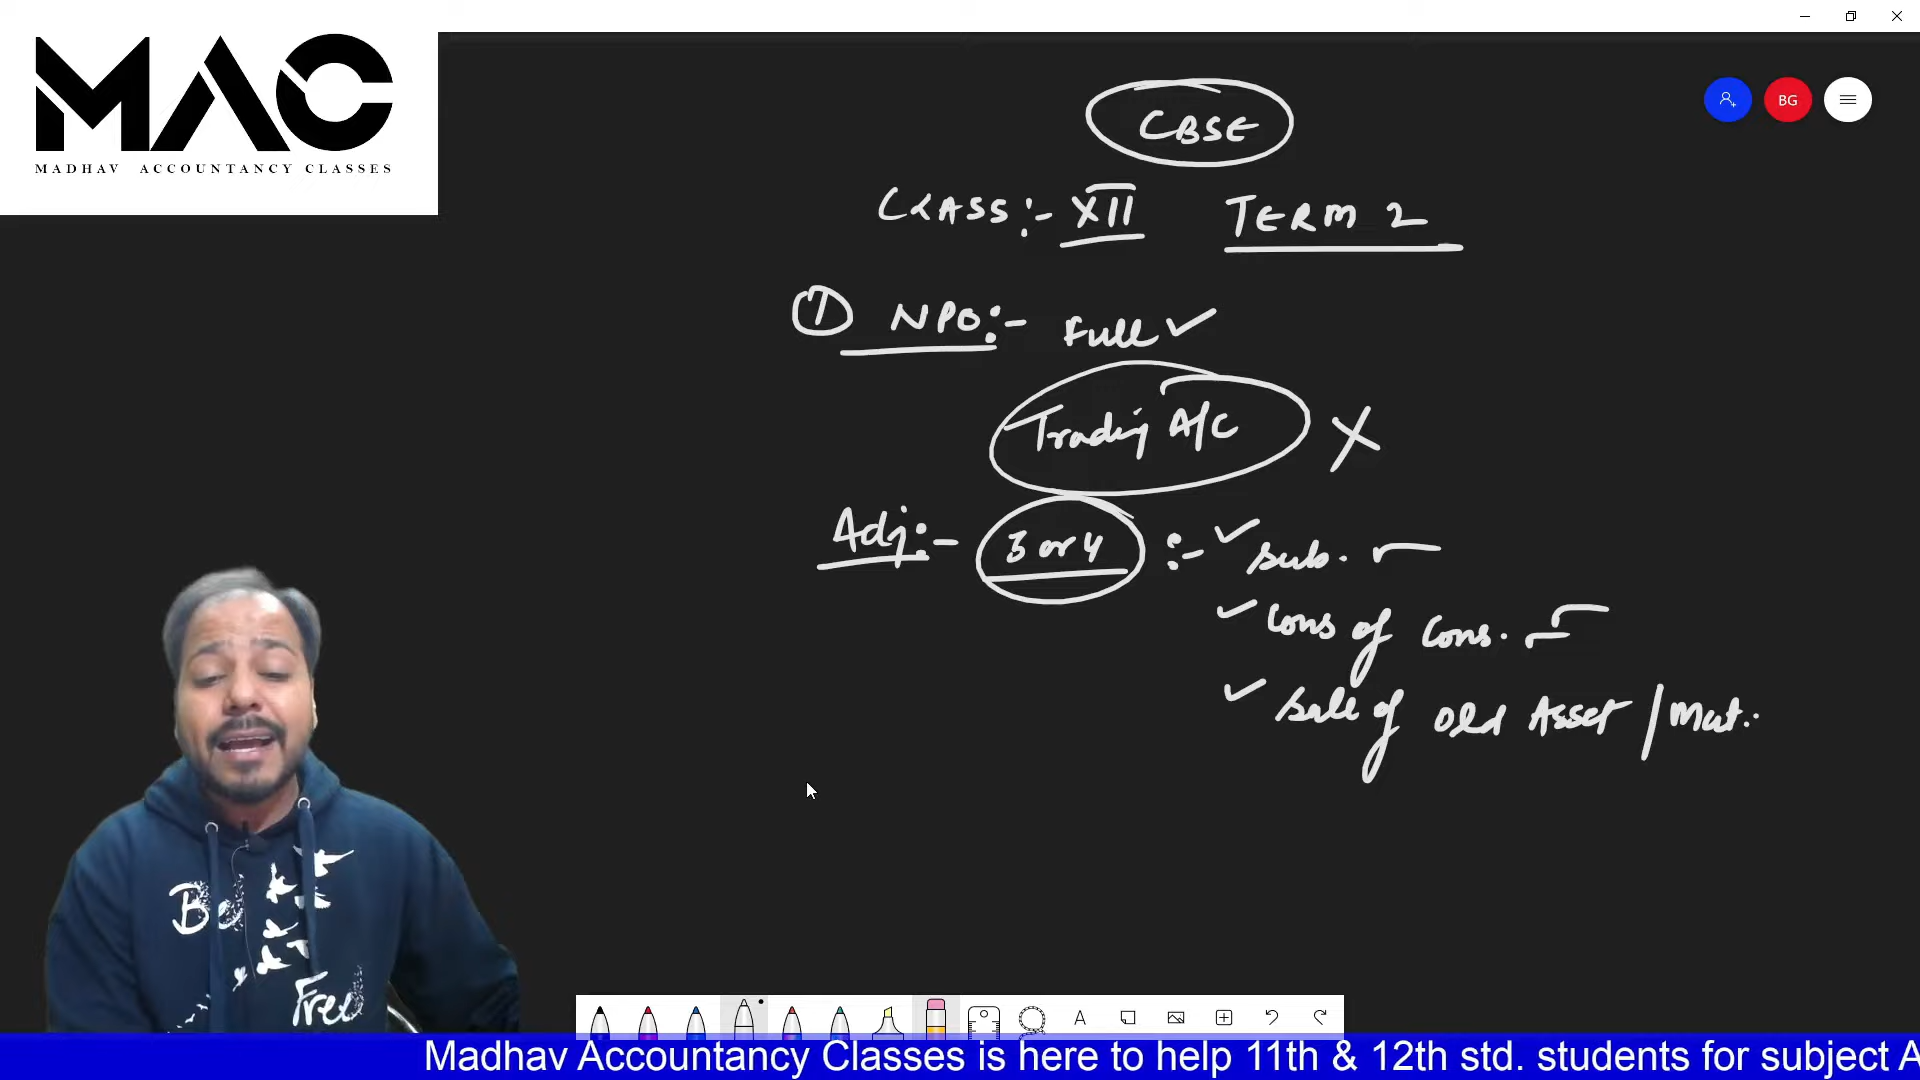 MAC
MADHAV ACCOUNTANCY CLASSES
BG
CBSE
CLASS:- XII TERM 2
1 NPO:- Full ✓
Trading A/C X
Adj:- 3 or 4 :- ✓ Sub.
✓ Cons of Cons.
✓ Sale of Old Asset / Mat..
Be
Free
A
Madhav Accountancy Classes is here to help 11th & 12th std. students for subject A